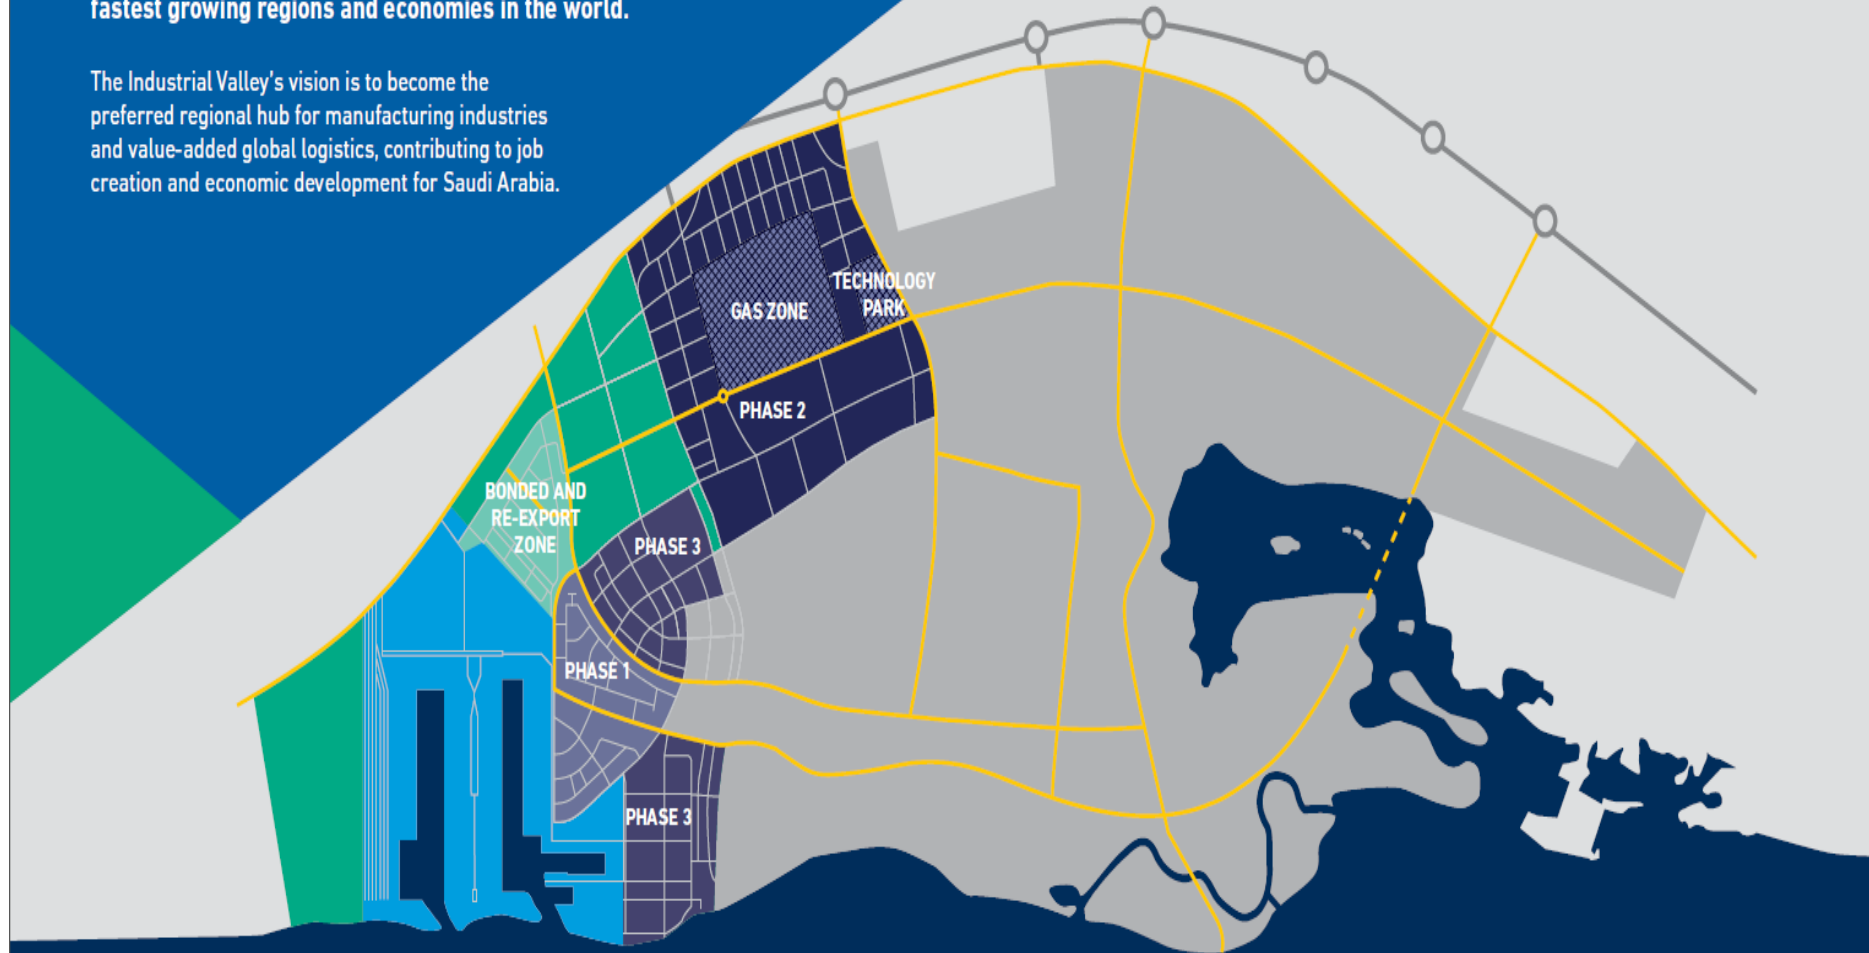 fastest growing regions and economies in the world.
The Industrial Valley's vision is to become the
preferred regional hub for manufacturing industries
and value-added global logistics, contributing to job
creation and economic development for Saudi Arabia.
TECHNOLOGY
PARK
GAS ZONE
PHASE 2
BONDED AND
RE-EXPORT
ZONE
PHASE 3
PHASE 1
PHASE 3